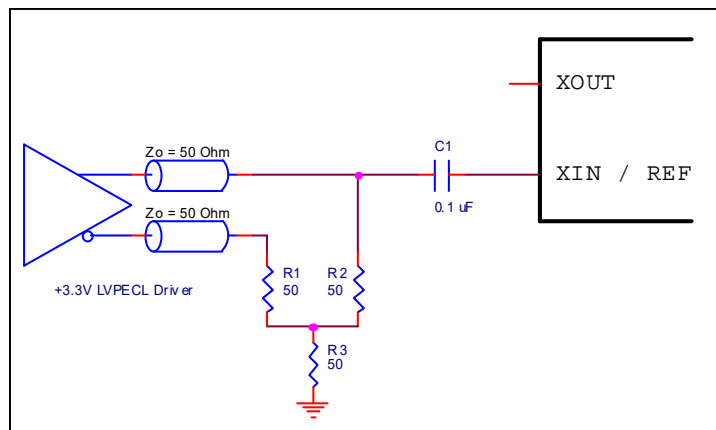 XOUT
Zo = 50 Ohm
C1
XIN / REF
0.1 uF
Zo = 50 Ohm
+3.3V LVPECL Driver
R1
50
R2
50
R3
50